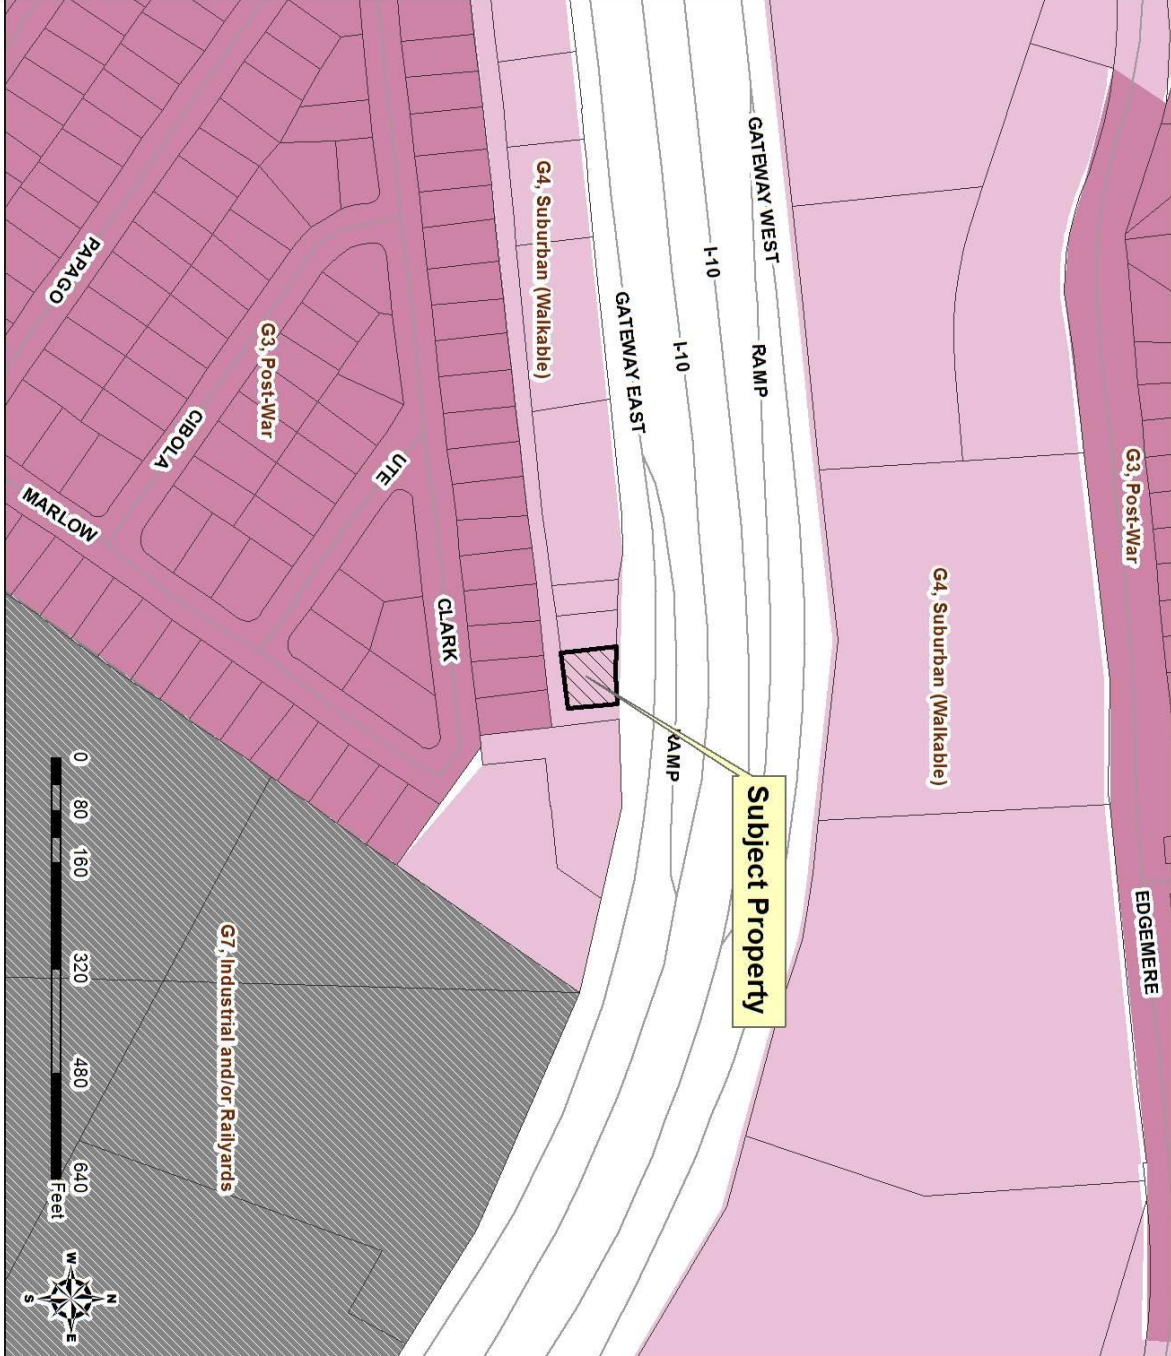 EDGEMERE
G3, Post-War
G4, Suburban (Walkable)
GATEWAY WEST
RAMP
I-10
I-10
GATEWAY EAST
RAMP
Subject Property
G4, Suburban (Walkable)
CLARK
UTE
G3, Post-War
CIBOLA
PAPAGO
MARLOW
G7, Industrial and/or Railyards
0 80 160 320 480 640
Feet
N
W E
S